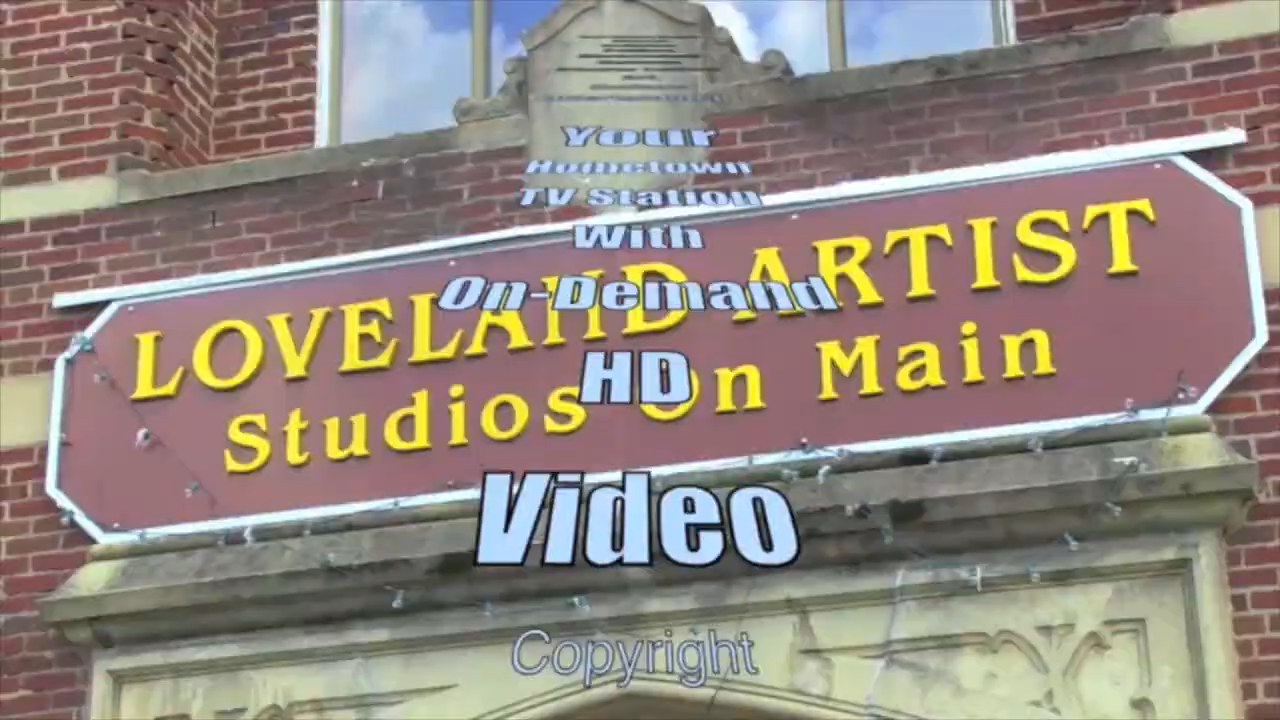 Your
Hometown
TV Station
With
On-Demand
HD
Video
LOVELAND ARTIST
Studios On Main
Copyright